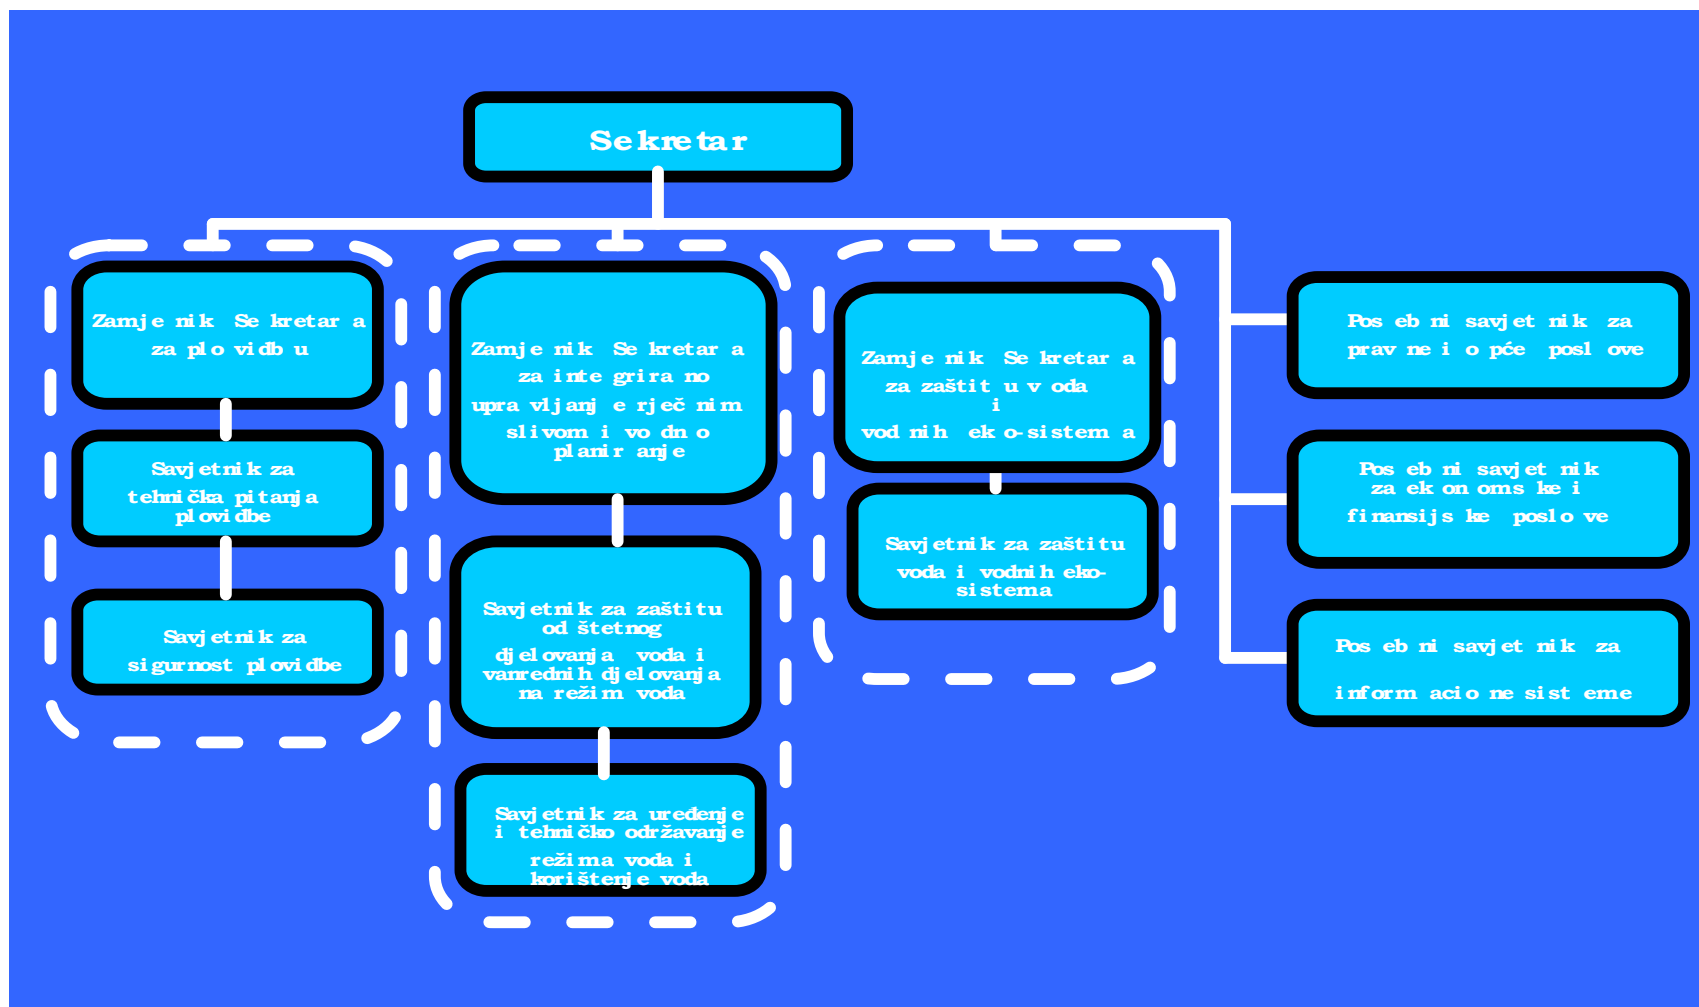 Sekretar
Zamjenik Sekretara
za plovidbu
Savjetnik za
tehnička pitanja
plovidbe
Savjetnik za
sigurnost plovidbe
Zamjenik Sekretara
za integrirano
upravljanje rječnim
slivom i vodno
planiranje
Savjetnik za zaštitu
od štetnog
djelovanja voda i
vanrednih djelovanja
na režim voda
Savjetnik za uređenje
i tehničko održavanje
režima voda i
korištenje voda
Zamjenik Sekretara
za zaštitu voda
i
vodnih eko-sistema
Savjetnik za zaštitu
voda i vodnih eko-
sistema
Posebni savjetnik za
pravne i opće poslove
Posebni savjetnik
za ekonomske i
finansijske poslove
Posebni savjetnik za
informacione sisteme